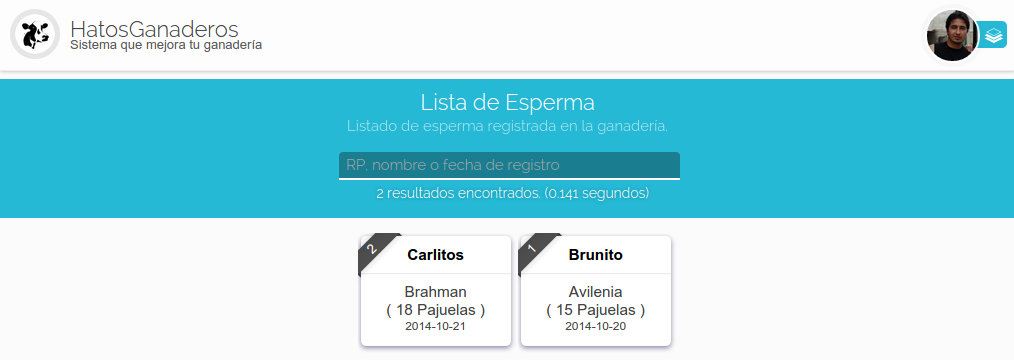 HatosGanaderos
Sistema que mejora tu ganadería
Lista de Esperma
Listado de esperma registrada en la ganadería.
RP, nombre o fecha de registro
2 resultados encontrados. (0.141 segundos)
2
Carlitos
Brahman
( 18 Pajuelas )
2014-10-21
1
Brunito
Avilenia
( 15 Pajuelas )
2014-10-20